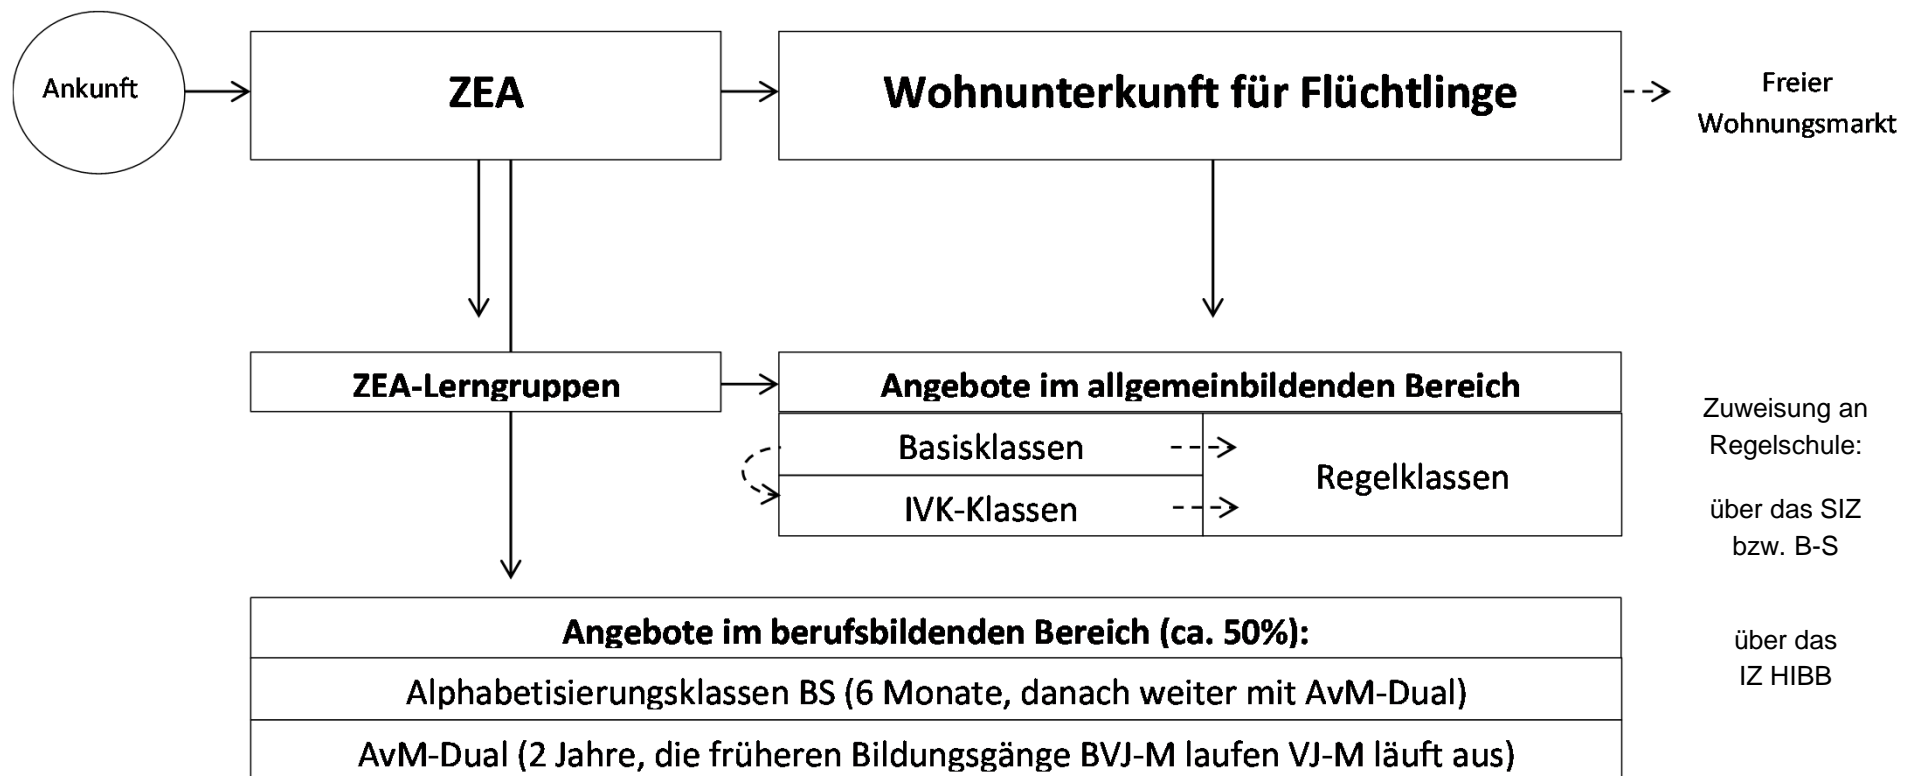 Ankunft
ZEA
Wohnunterkunft für Flüchtlinge
Freier
Wohnungsmarkt
ZEA-Lerngruppen
Angebote im allgemeinbildenden Bereich
Basisklassen
IVK-Klassen
Regelklassen
Zuweisung an
Regelschule:
über das SIZ
bzw. B-S
Angebote im berufsbildenden Bereich (ca. 50%):
Alphabetisierungsklassen BS (6 Monate, danach weiter mit AvM-Dual)
AvM-Dual (2 Jahre, die früheren Bildungsgänge BVJ-M laufen VJ-M läuft aus)
über das
IZ HIBB